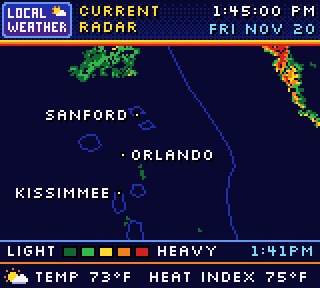 LOCAL WEATHER
CURRENT RADAR
1:45:00 PM
FRI NOV 20
SANFORD
ORLANDO
KISSIMMEE
LIGHT HEAVY 1:41PM
TEMP 73°F HEAT INDEX 75°F